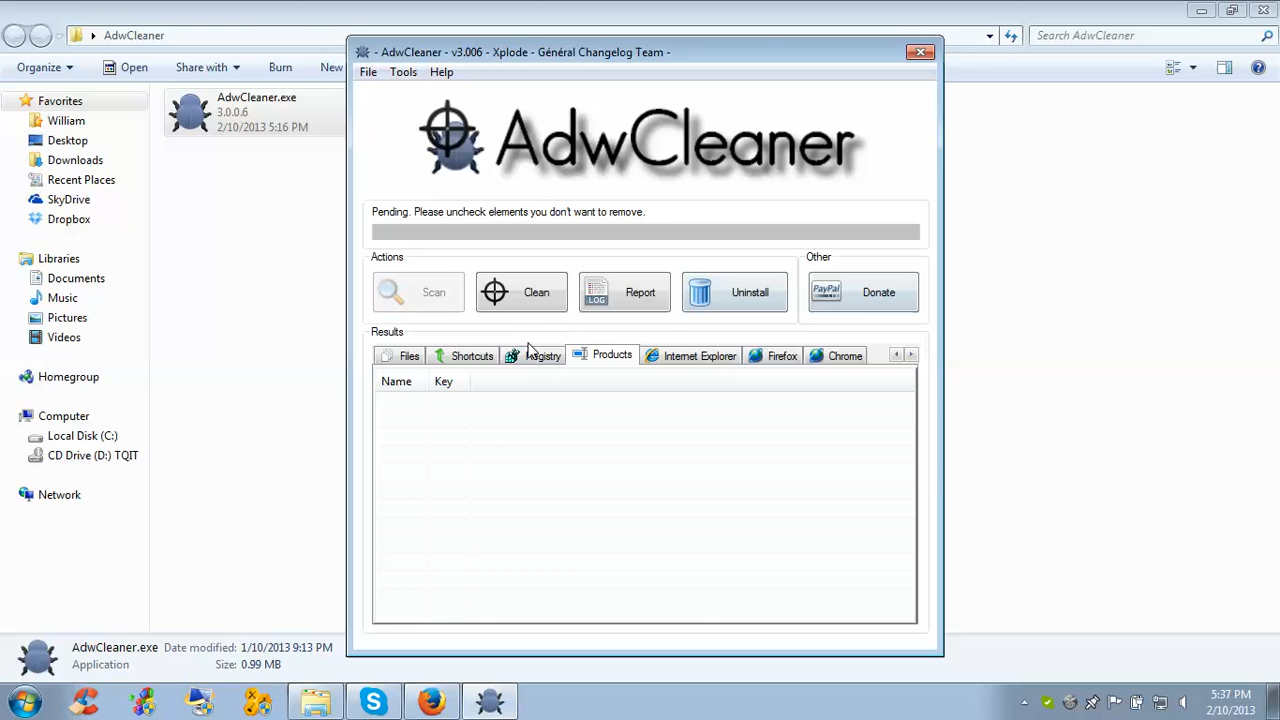 AdwCleaner
Search AdwCleaner
Organize
Open
Share with
Burn
New
Favorites
William
Desktop
Downloads
Recent Places
SkyDrive
Dropbox
Libraries
Documents
Music
Pictures
Videos
Homegroup
Computer
Local Disk (C:)
CD Drive (D:) TQIT
Network
AdwCleaner.exe
3.0.0.6
2/10/2013 5:16 PM
- AdwCleaner - v3.006 - Xplode - Général Changelog Team -
File Tools Help
AdwCleaner
Pending. Please uncheck elements you don't want to remove.
Actions
Other
Scan
Clean
LOG
Report
Uninstall
PayPal
Donate
Results
Files
Shortcuts
Registry
Products
Internet Explorer
Firefox
Chrome
Name Key
AdwCleaner.exe Date modified: 1/10/2013 9:13 PM
Application Size: 0.99 MB
5:37 PM
2/10/2013